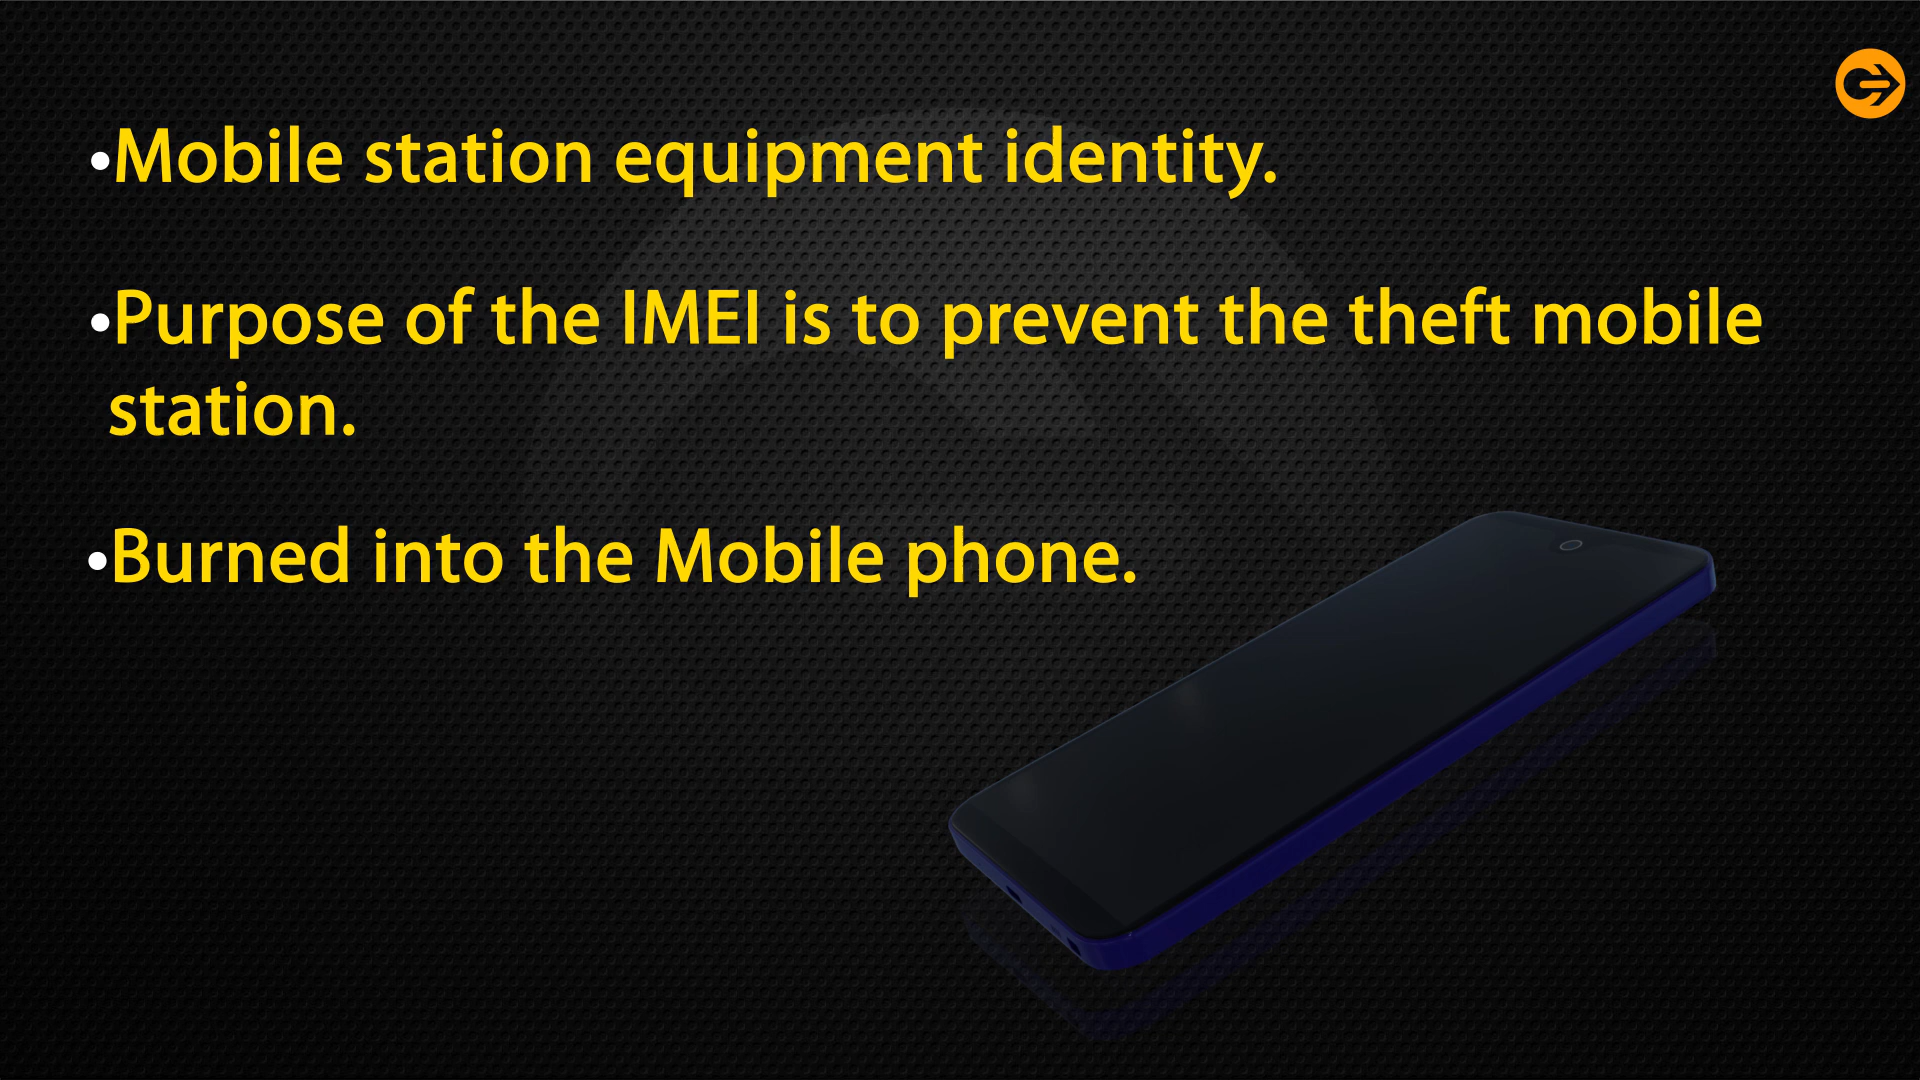 •Mobile station equipment identity.
•Purpose of the IMEI is to prevent the theft mobile
station.
•Burned into the Mobile phone.